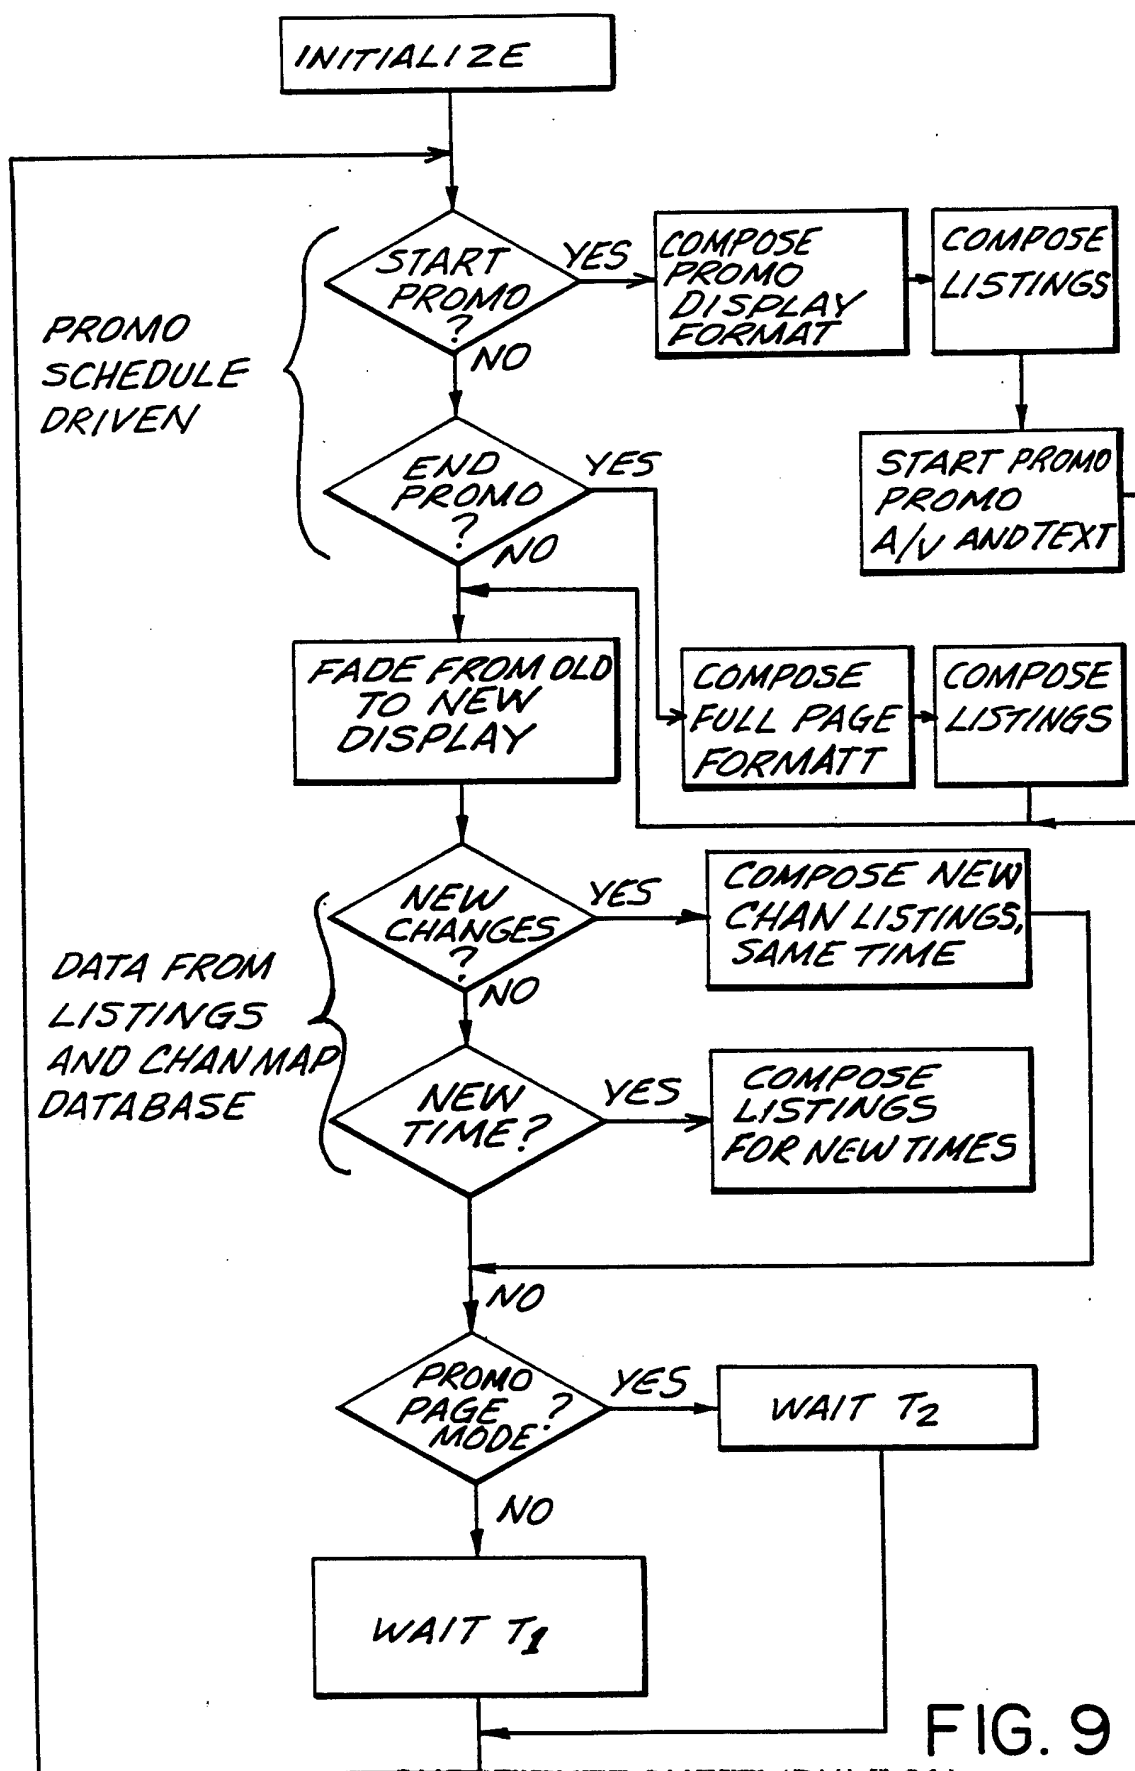 INITIALIZE
START
PROMO
?
YES
NO
COMPOSE
PROMO
DISPLAY
FORMAT
COMPOSE
LISTINGS
PROMO
SCHEDULE
DRIVEN
END
PROMO
?
YES
NO
START PROMO
PROMO
A/V AND TEXT
FADE FROM OLD
TO NEW
DISPLAY
COMPOSE
FULL PAGE
FORMATT
COMPOSE
LISTINGS
NEW
CHANGES
?
YES
NO
COMPOSE NEW
CHAN LISTINGS,
SAME TIME
DATA FROM
LISTINGS
AND CHAN MAP
DATABASE
NEW
TIME?
YES
COMPOSE
LISTINGS
FOR NEW TIMES
NO
PROMO
PAGE ?
MODE
YES
WAIT T2
NO
WAIT T1
FIG. 9